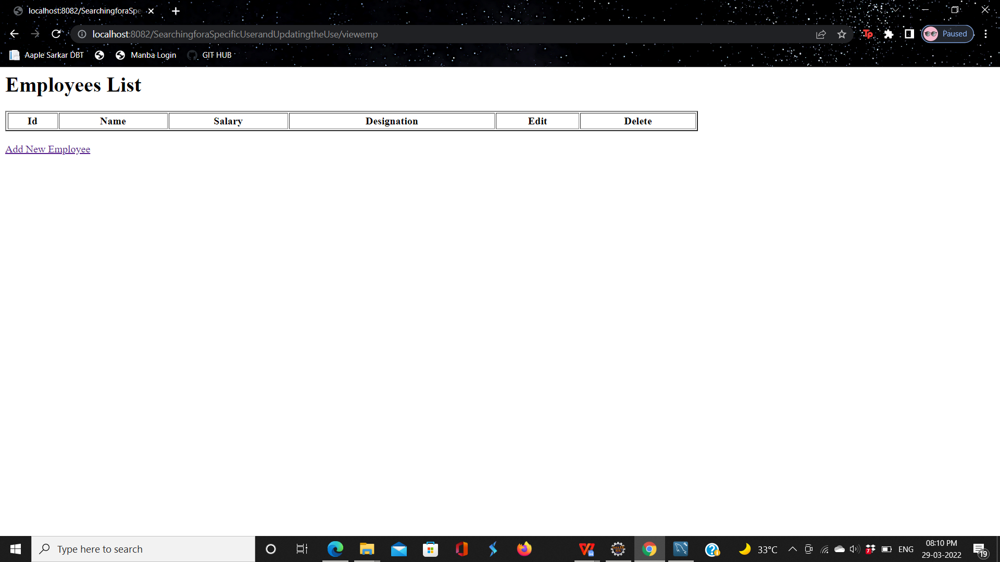 localhost:8082/SearchingforaSpe
localhost:8082/SearchingforaSpecificUserandUpdatingtheUse/viewemp
Tp
Paused
Aaple Sarkar DBT Manba Login GIT HUB
Employees List
Id Name Salary Designation Edit Delete
Add New Employee
Type here to search
33°C
7
ENG
08:10 PM
29-03-2022
19